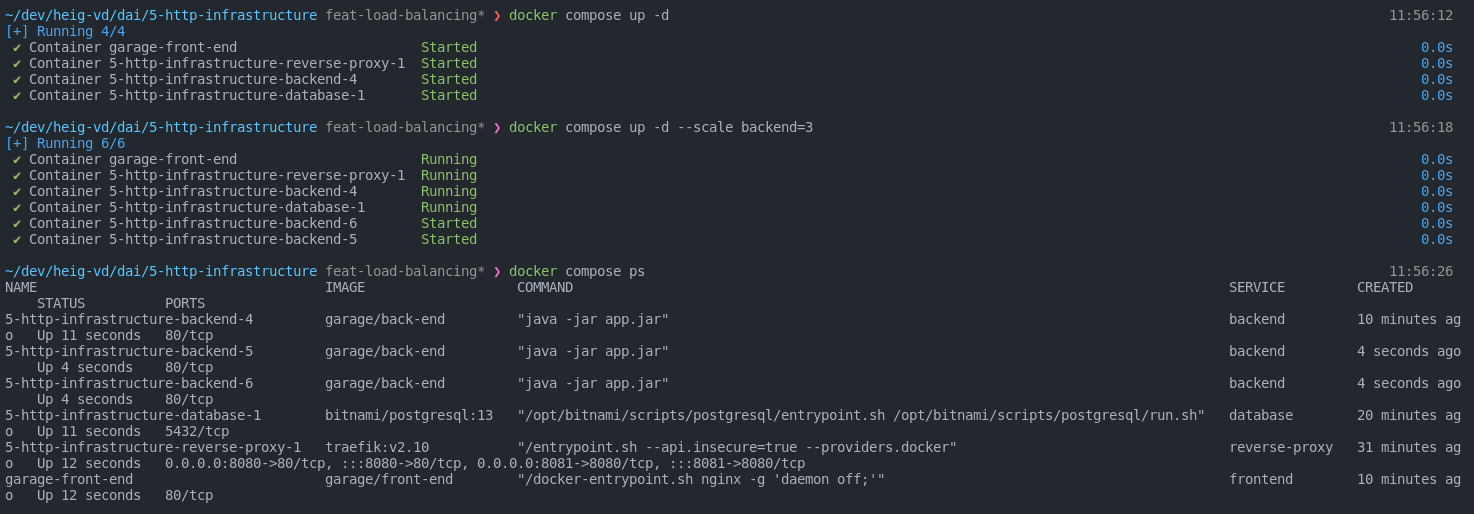 ~/dev/heig-vd/dai/5-http-infrastructure feat-load-balancing* ❯ docker compose up -d 11:56:12
[+] Running 4/4
✔ Container garage-front-end Started 0.0s
✔ Container 5-http-infrastructure-reverse-proxy-1 Started 0.0s
✔ Container 5-http-infrastructure-backend-4 Started 0.0s
✔ Container 5-http-infrastructure-database-1 Started 0.0s
~/dev/heig-vd/dai/5-http-infrastructure feat-load-balancing* ❯ docker compose up -d --scale backend=3 11:56:18
[+] Running 6/6
✔ Container garage-front-end Running 0.0s
✔ Container 5-http-infrastructure-reverse-proxy-1 Running 0.0s
✔ Container 5-http-infrastructure-backend-4 Running 0.0s
✔ Container 5-http-infrastructure-database-1 Running 0.0s
✔ Container 5-http-infrastructure-backend-6 Started 0.0s
✔ Container 5-http-infrastructure-backend-5 Started 0.0s
~/dev/heig-vd/dai/5-http-infrastructure feat-load-balancing* ❯ docker compose ps 11:56:26
NAME IMAGE COMMAND SERVICE CREATED
STATUS PORTS
5-http-infrastructure-backend-4 garage/back-end "java -jar app.jar" backend 10 minutes ag
o Up 11 seconds 80/tcp
5-http-infrastructure-backend-5 garage/back-end "java -jar app.jar" backend 4 seconds ago
Up 4 seconds 80/tcp
5-http-infrastructure-backend-6 garage/back-end "java -jar app.jar" backend 4 seconds ago
Up 4 seconds 80/tcp
5-http-infrastructure-database-1 bitnami/postgresql:13 "/opt/bitnami/scripts/postgresql/entrypoint.sh /opt/bitnami/scripts/postgresql/run.sh" database 20 minutes ag
o Up 11 seconds 5432/tcp
5-http-infrastructure-reverse-proxy-1 traefik:v2.10 "/entrypoint.sh --api.insecure=true --providers.docker" reverse-proxy 31 minutes ag
o Up 12 seconds 0.0.0.0:8080->80/tcp, :::8080->80/tcp, 0.0.0.0:8081->8080/tcp, :::8081->8080/tcp
garage-front-end garage/front-end "/docker-entrypoint.sh nginx -g 'daemon off;'" frontend 10 minutes ag
o Up 12 seconds 80/tcp